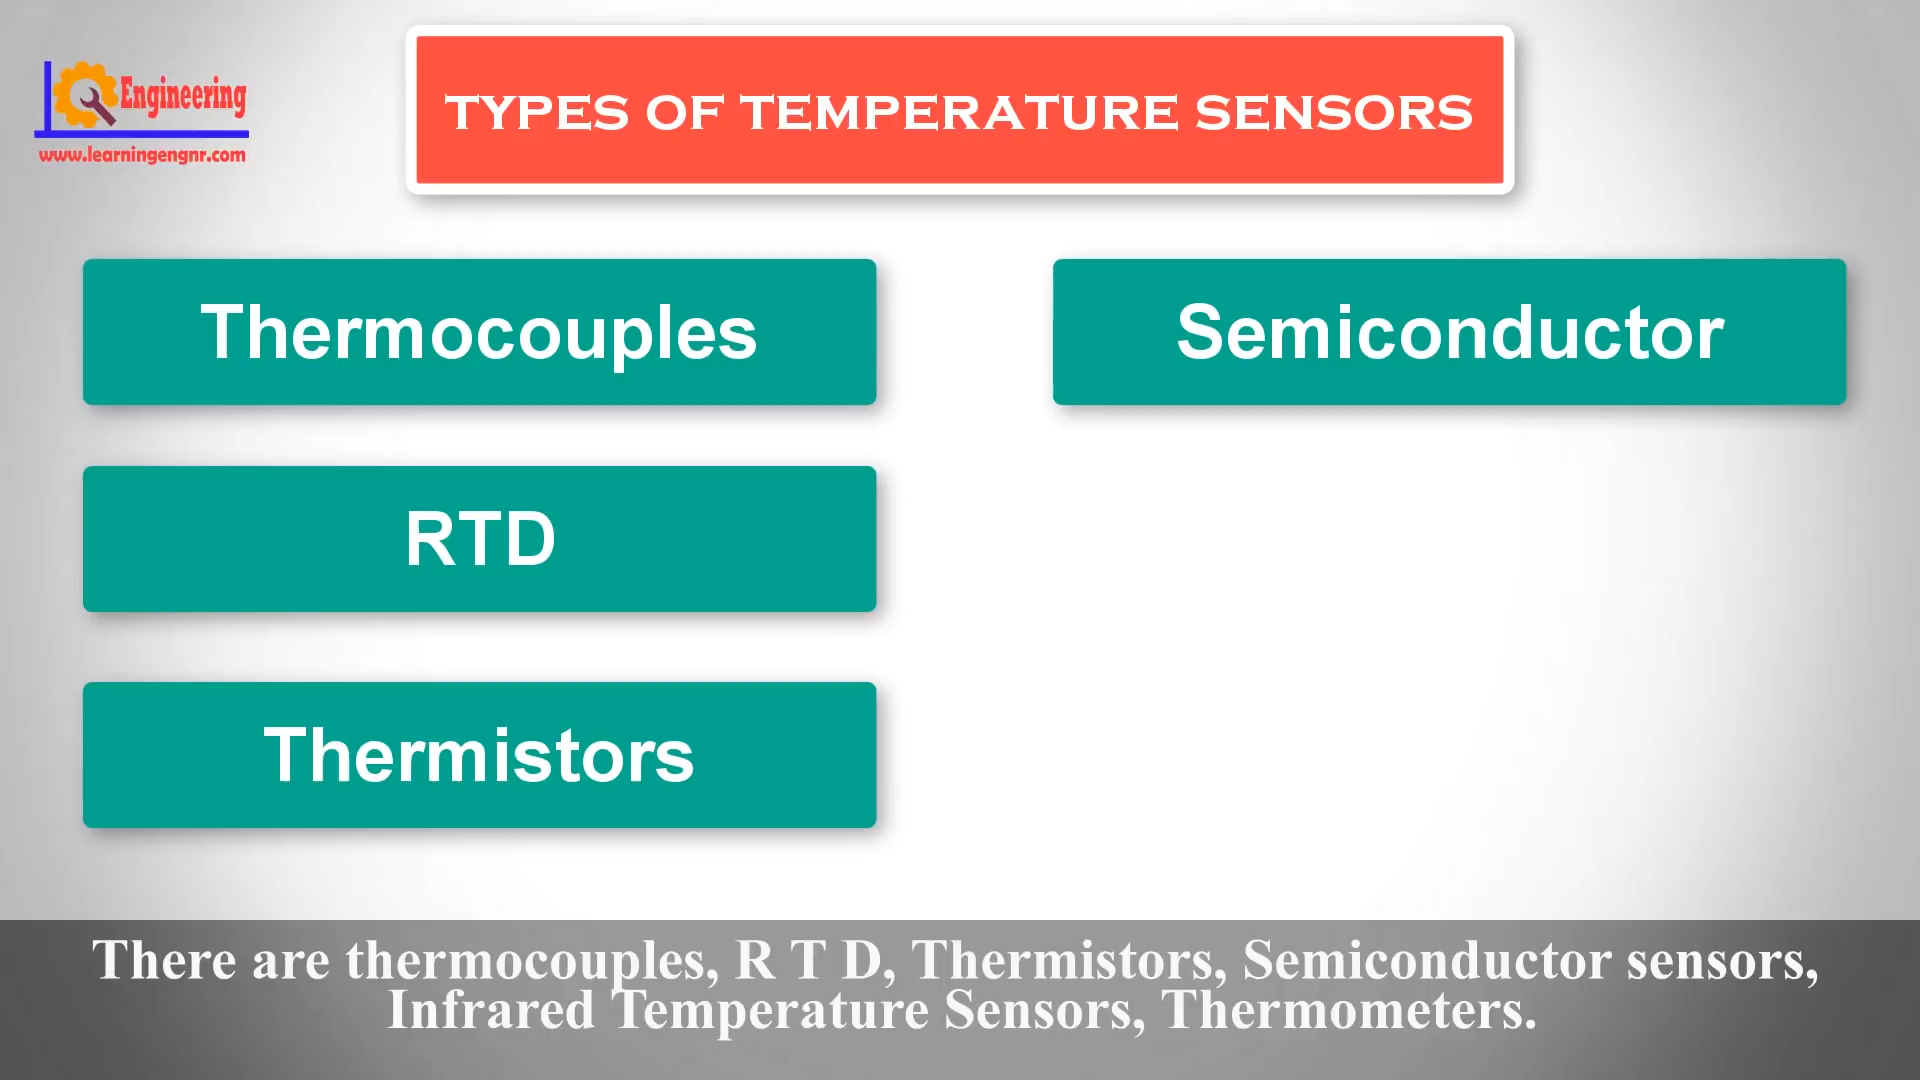 Engineering
www.learningengnr.com
TYPES OF TEMPERATURE SENSORS
Thermocouples
Semiconductor
RTD
Thermistors
There are thermocouples, R T D, Thermistors, Semiconductor sensors,
Infrared Temperature Sensors, Thermometers.